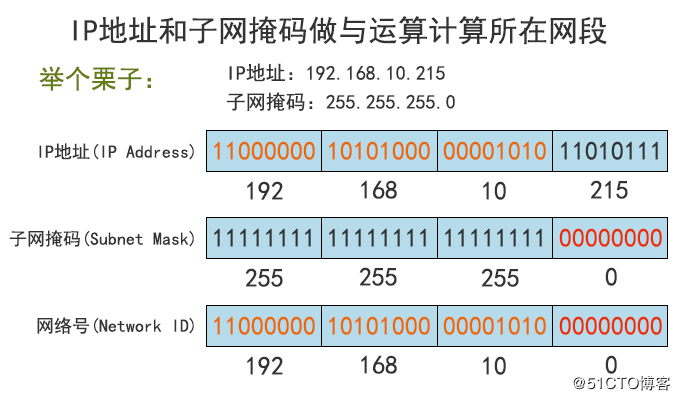 IP地址和子网掩码做与运算计算所在网段
举个栗子：
IP地址：192.168.10.215
子网掩码：255.255.255.0
IP地址(IP Address) 11000000 10101000 00001010 11010111
192 168 10 215
子网掩码(Subnet Mask) 11111111 11111111 11111111 00000000
255 255 255 0
网络号(Network ID) 11000000 10101000 00001010 00000000
192 168 10 0
@51CTO博客